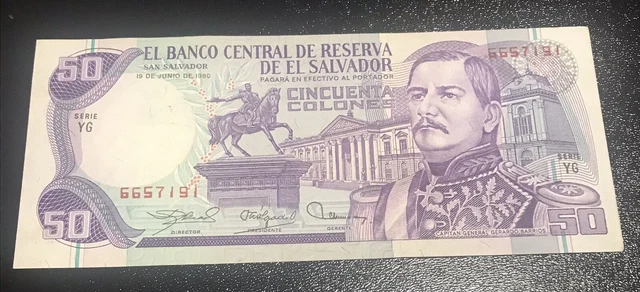 EL BANCO CENTRAL DE RESERVA
DE EL SALVADOR
SAN SALVADOR
19 DE JUNIO DE 1980
PAGARÁ EN EFECTIVO AL PORTADOR
CINCUENTA
COLONES
50
6657191
SERIE
YG
SERIE
YG
6657191
DIRECTOR
PRESIDENTE
GERENTE
50
50
CAPITAN GENERAL GERARDO BARRIOS